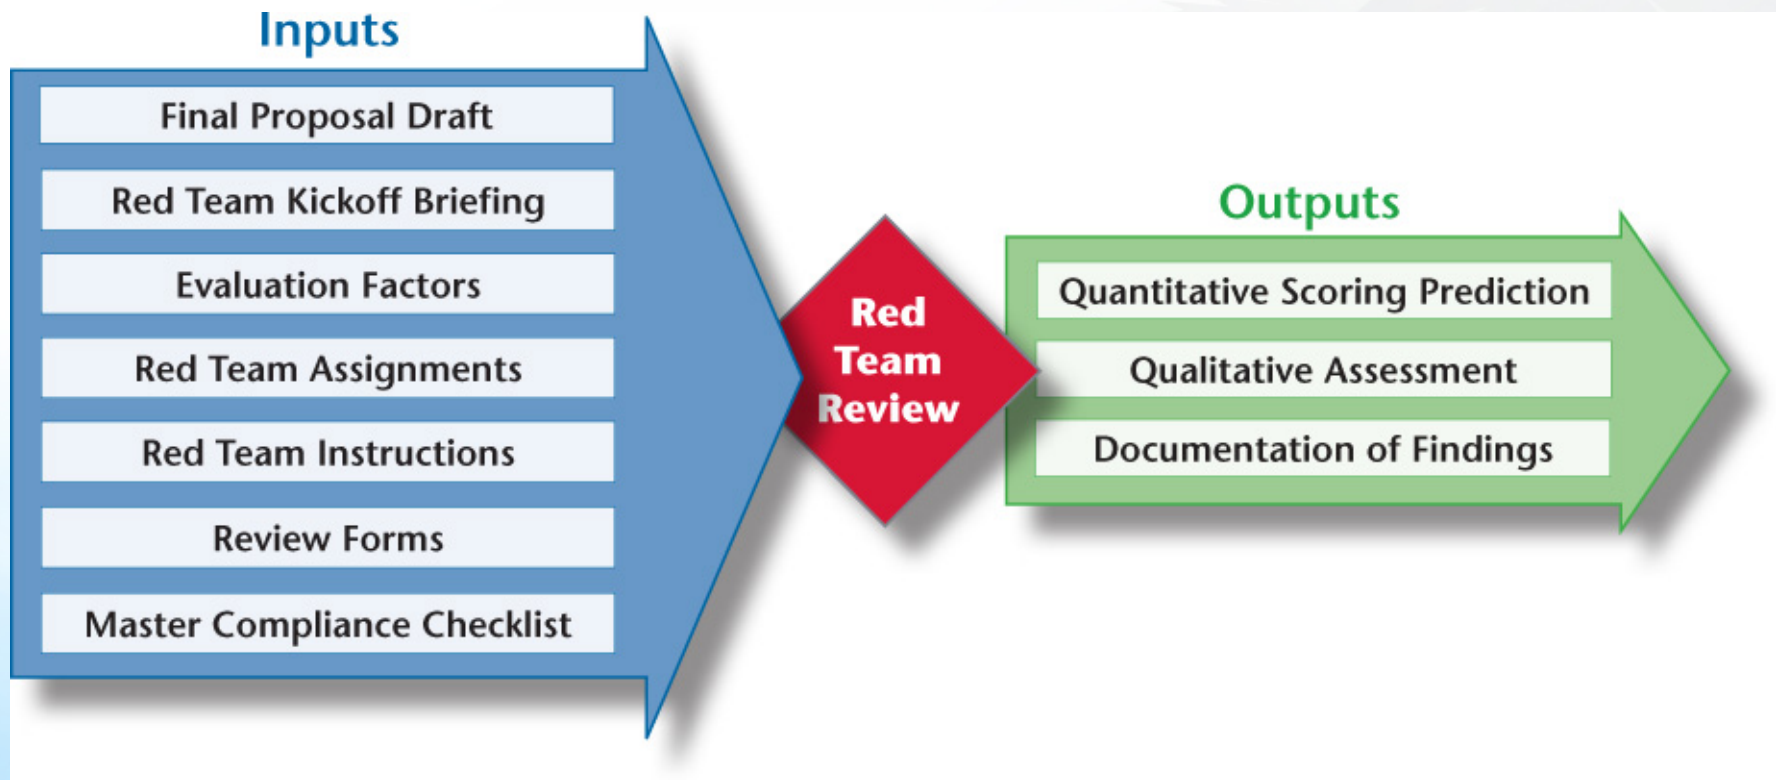 Inputs
Final Proposal Draft
Red Team Kickoff Briefing
Evaluation Factors
Red Team Assignments
Red Team Instructions
Review Forms
Master Compliance Checklist
Red
Team
Review
Outputs
Quantitative Scoring Prediction
Qualitative Assessment
Documentation of Findings